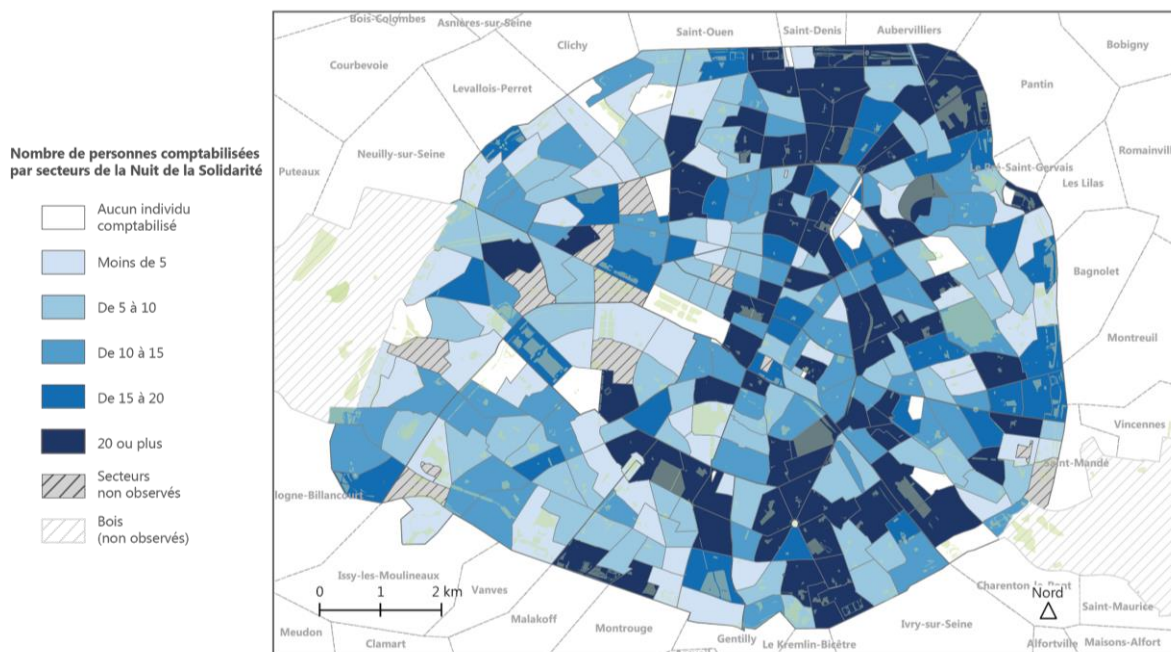 Nombre de personnes comptabilisées
par secteurs de la Nuit de la Solidarité
Aucun individu
comptabilisé
Moins de 5
De 5 à 10
De 10 à 15
De 15 à 20
20 ou plus
Secteurs
non observés
Bois
(non observés)
Bois-Colombes
Asnières-sur-Seine
Clichy
Saint-Ouen
Saint-Denis
Aubervilliers
Bobigny
Courbevoie
Levallois-Perret
Pantin
Neuilly-sur-Seine
Romainville
Puteaux
Le Pré-Saint-Gervais
Les Lilas
Bagnolet
Montreuil
Vincennes
Saint-Mandé
logne-Billancourt
Issy-les-Moulineaux
Vanves
Malakoff
Montrouge
Gentilly
Le Kremlin-Bicêtre
Ivry-sur-Seine
Charenton-le-Pont
Saint-Maurice
Alfortville
Maisons-Alfort
Meudon
Clamart
0 1 2 km
Nord